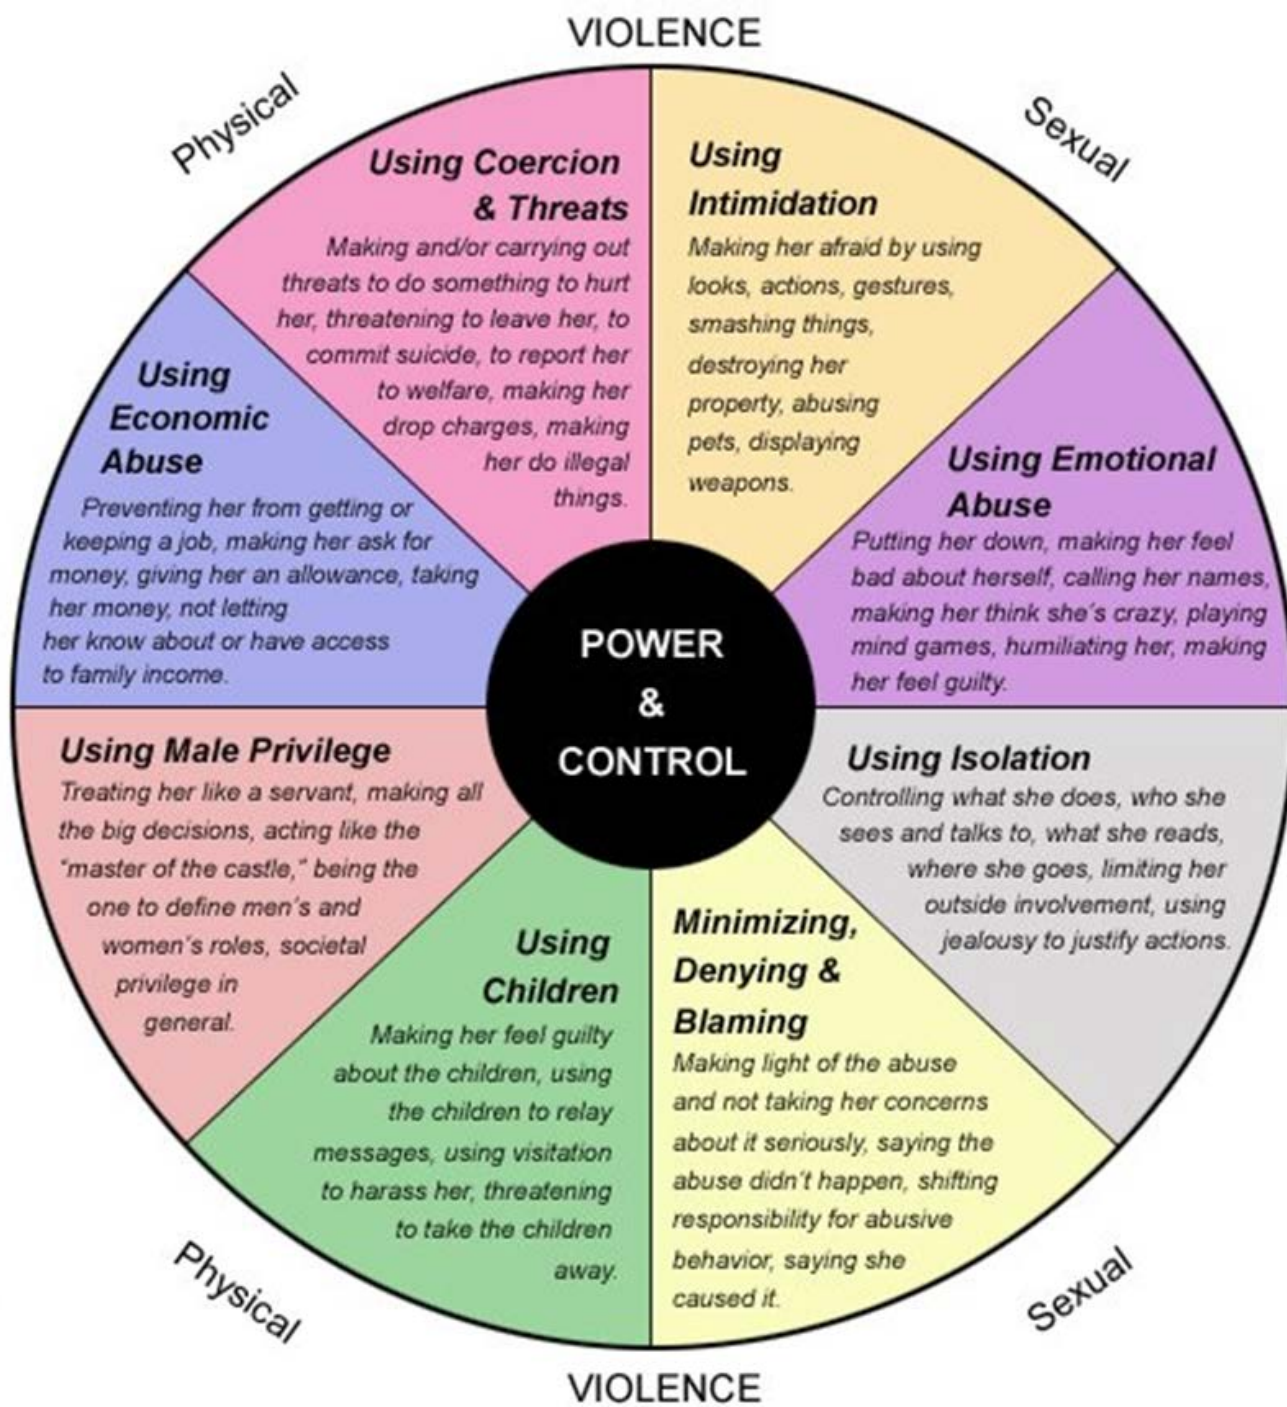 VIOLENCE
Physical
Sexual
Using Coercion
& Threats
Making and/or carrying out
threats to do something to hurt
her, threatening to leave her, to
commit suicide, to report her
to welfare, making her
drop charges, making
her do illegal
things.
Using
Intimidation
Making her afraid by using
looks, actions, gestures,
smashing things,
destroying her
property, abusing
pets, displaying
weapons.
Using Emotional
Abuse
Putting her down, making her feel
bad about herself, calling her names,
making her think she's crazy, playing
mind games, humiliating her, making
her feel guilty.
Using Isolation
Controlling what she does, who she
sees and talks to, what she reads,
where she goes, limiting her
outside involvement, using
jealousy to justify actions.
Minimizing,
Denying &
Blaming
Making light of the abuse
and not taking her concerns
about it seriously, saying the
abuse didn't happen, shifting
responsibility for abusive
behavior, saying she
caused it.
Using
Children
Making her feel guilty
about the children, using
the children to relay
messages, using visitation
to harass her, threatening
to take the children
away.
Using Male Privilege
Treating her like a servant, making all
the big decisions, acting like the
"master of the castle," being the
one to define men's and
women's roles, societal
privilege in
general.
Using
Economic
Abuse
Preventing her from getting or
keeping a job, making her ask for
money, giving her an allowance, taking
her money, not letting
her know about or have access
to family income.
POWER
&
CONTROL
Physical
Sexual
VIOLENCE